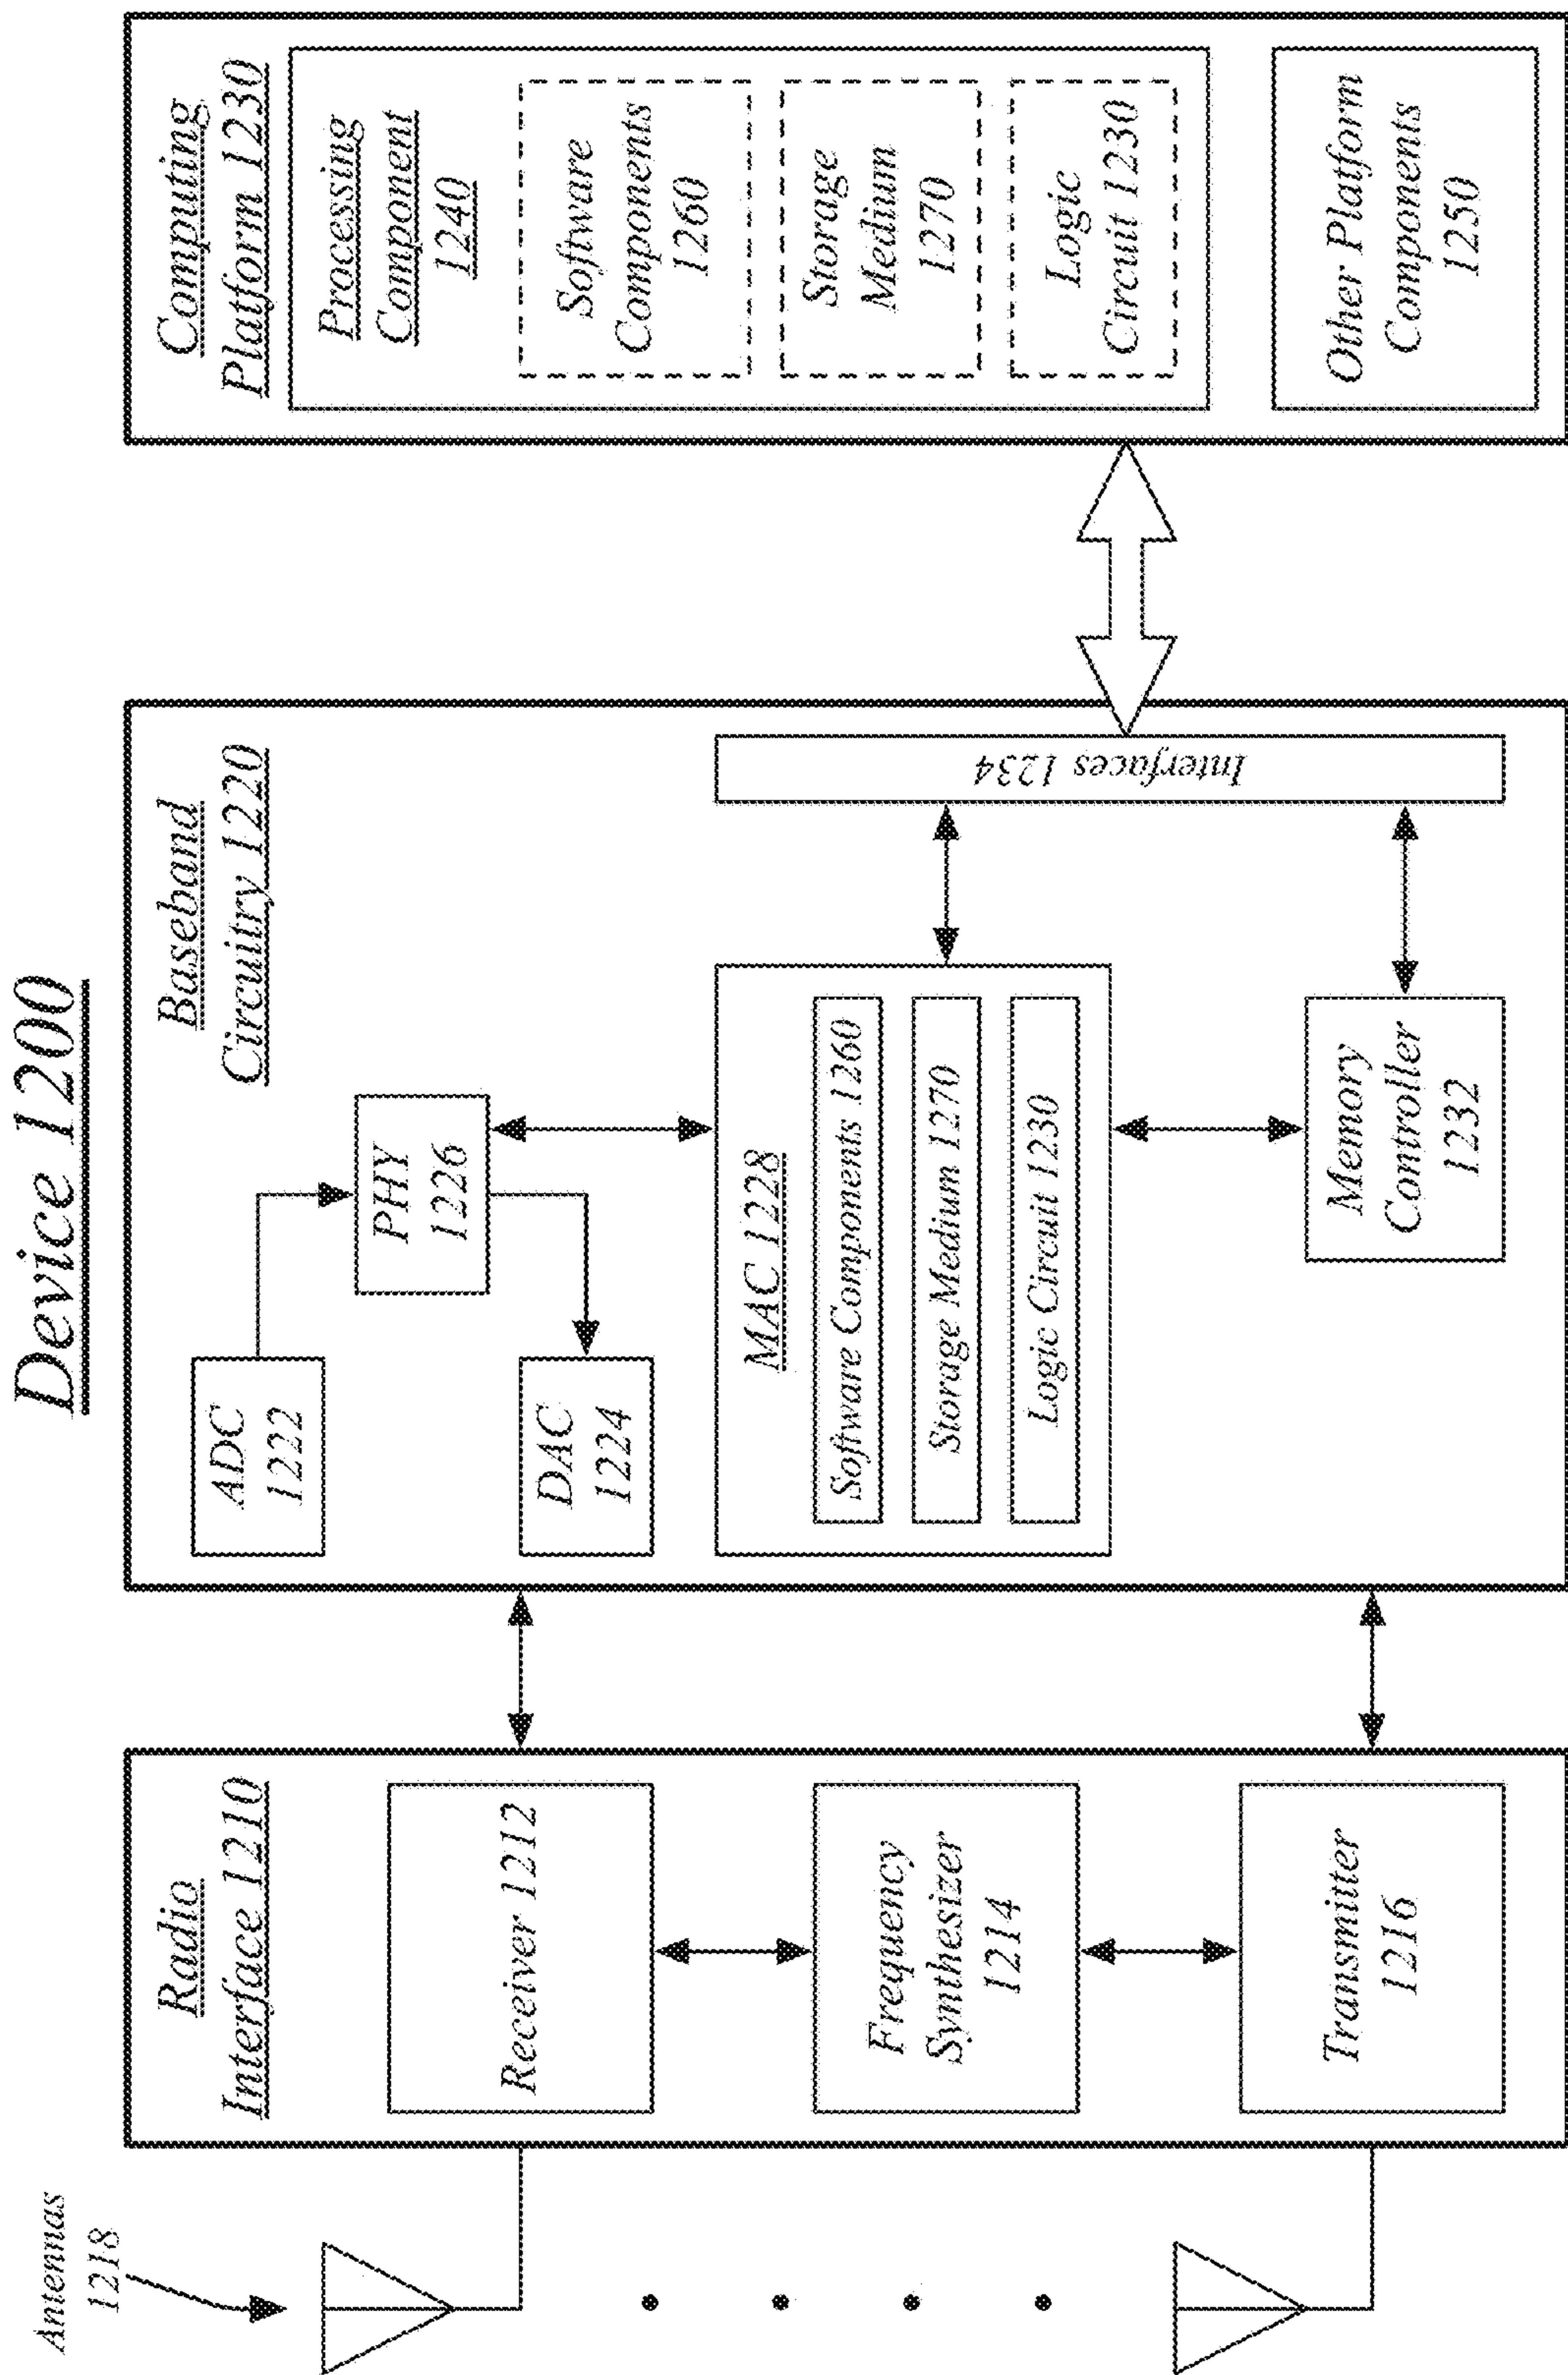 Device 1200
Antennas
1218
Radio
Interface 1210
Receiver 1212
Frequency
Synthesizer
1214
Transmitter
1216
Baseband
Circuitry 1220
ADC
1222
PHY
1226
DAC
1224
MAC 1228
Software Components 1260
Storage Medium 1270
Logic Circuit 1230
Memory
Controller
1232
Interfaces 1234
Computing
Platform 1230
Processing
Component
1240
Software
Components
1260
Storage
Medium
1270
Logic
Circuit 1230
Other Platform
Components
1250